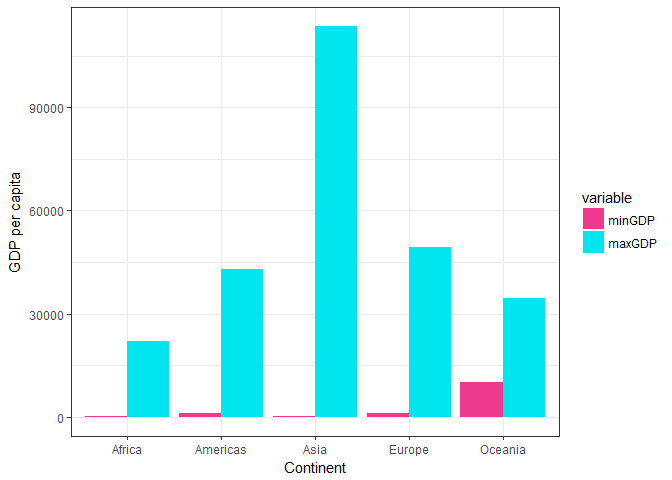 GDP per capita
90000
60000
30000
0
Africa Americas Asia Europe Oceania
Continent
variable
minGDP
maxGDP